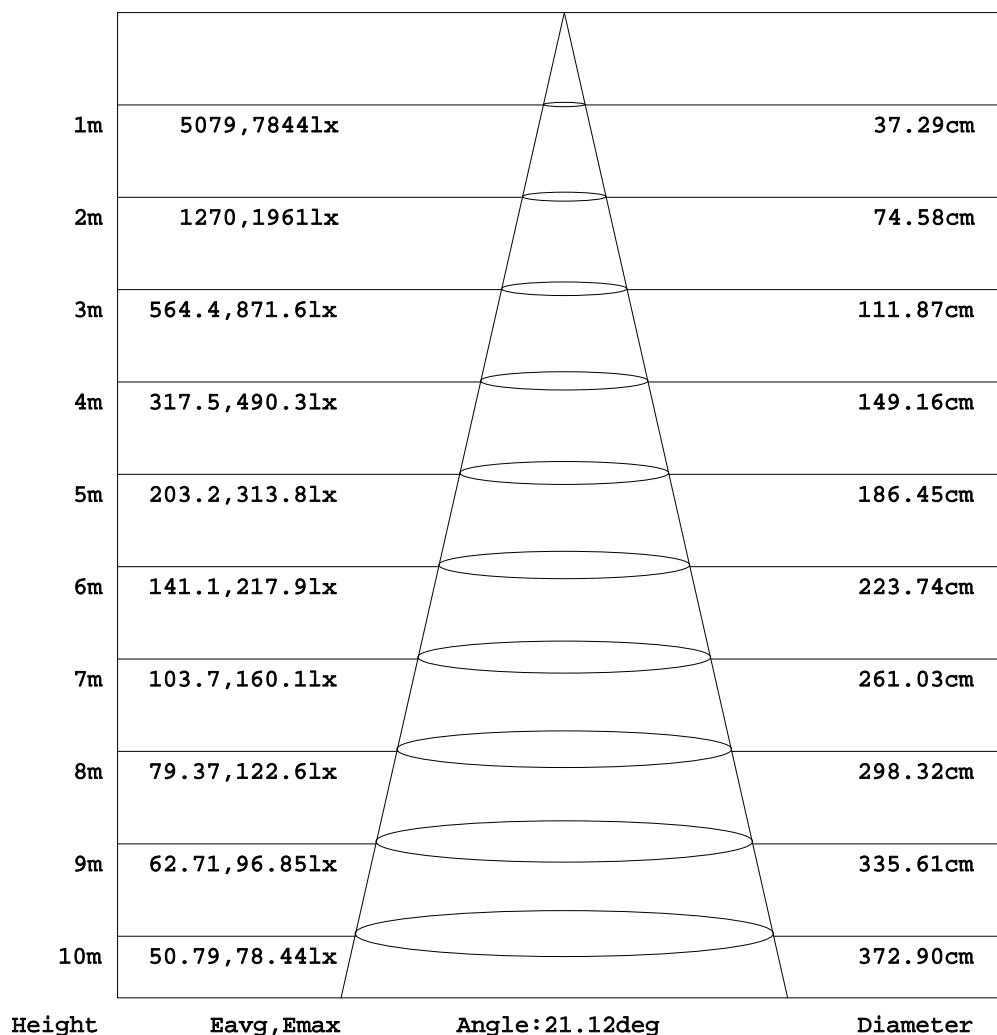 1m 5079,7844lx 37.29cm
2m 1270,1961lx 74.58cm
3m 564.4,871.6lx 111.87cm
4m 317.5,490.3lx 149.16cm
5m 203.2,313.8lx 186.45cm
6m 141.1,217.9lx 223.74cm
7m 103.7,160.1lx 261.03cm
8m 79.37,122.6lx 298.32cm
9m 62.71,96.85lx 335.61cm
10m 50.79,78.44lx 372.90cm
Height Eavg,Emax Angle:21.12deg Diameter